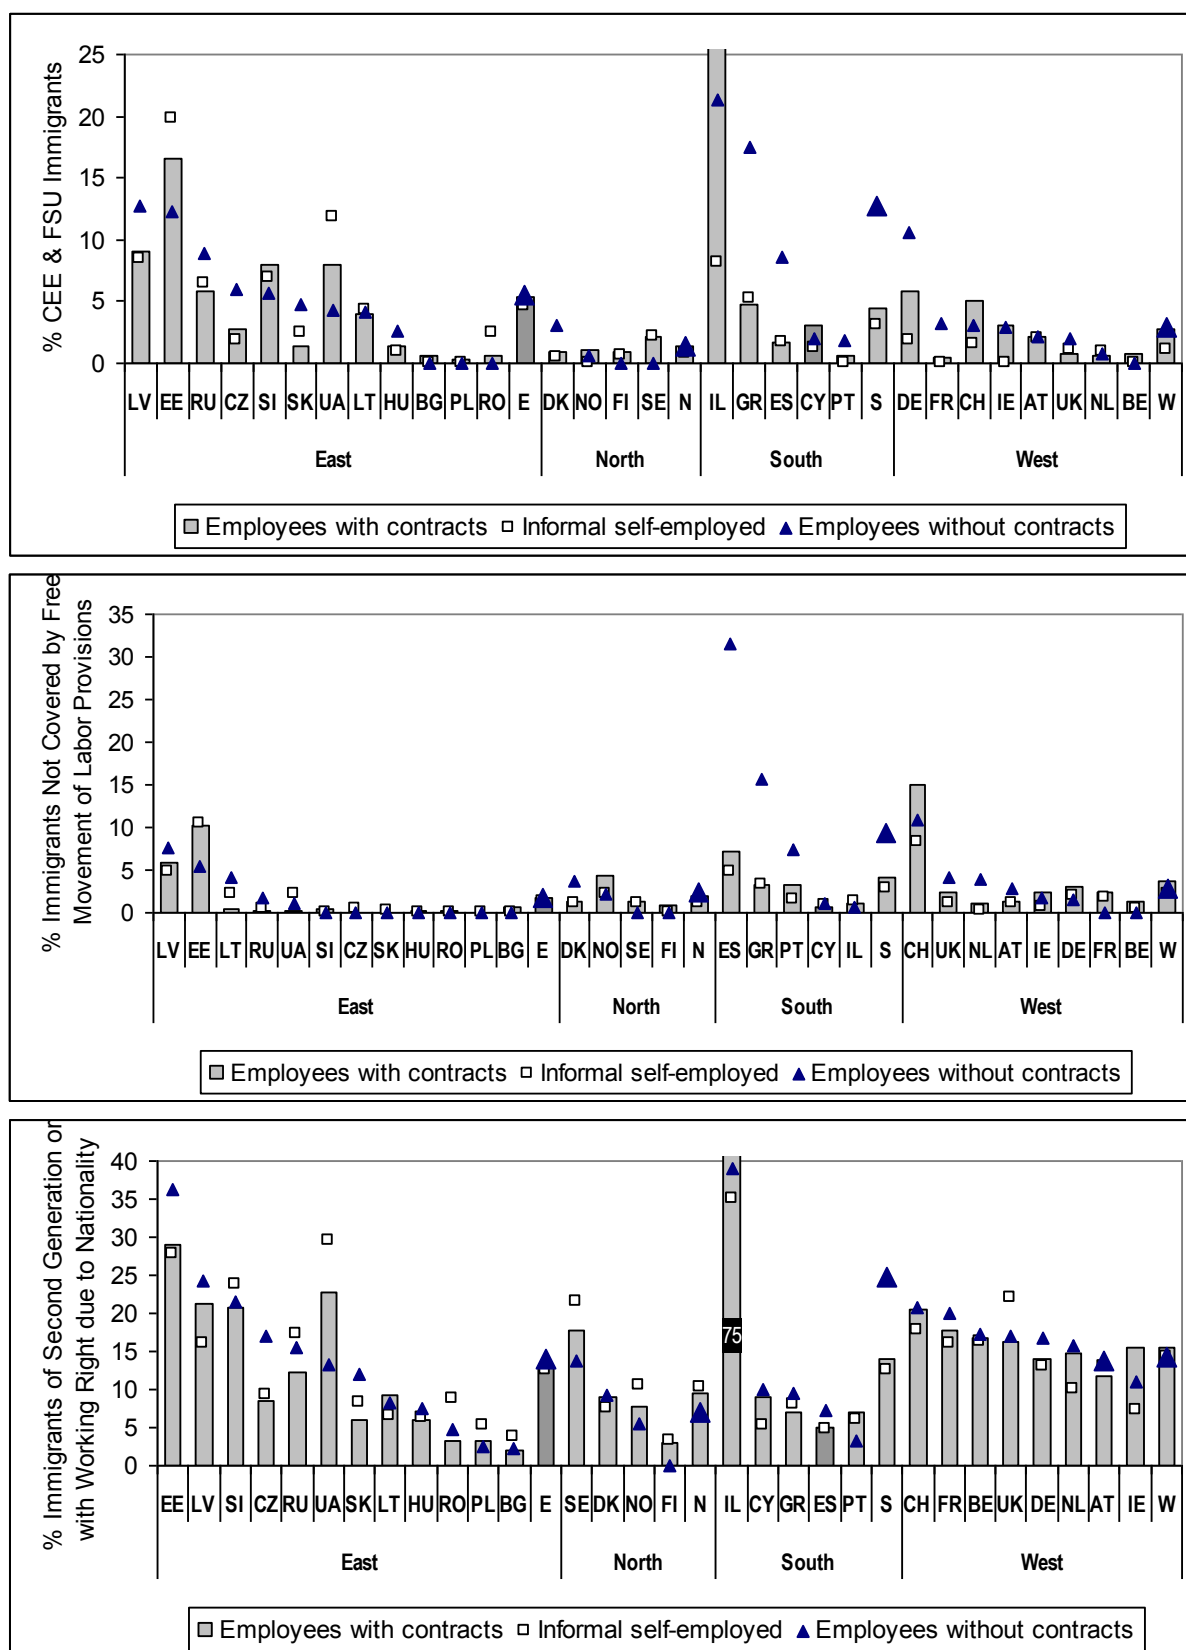 % CEE & FSU Immigrants
25
20
15
10
5
0
LV EE RU CZ SI SK UA LT HU BG PL RO E DK NO FI SE N IL GR ES CY PT S DE FR CH IE AT UK NL BE W
East North South West
Employees with contracts Informal self-employed Employees without contracts
% Immigrants Not Covered by Free
Movement of Labor Provisions
35
30
25
20
15
10
5
0
LV EE LT RU UA SI CZ SK HU RO PL BG E DK NO SE FI N ES GR PT CY IL S CH UK NL AT IE DE FR BE W
East North South West
Employees with contracts Informal self-employed Employees without contracts
% Immigrants of Second Generation or
with Working Right due to Nationality
40
35
30
25
20
15
10
5
0
75
EE LV SI CZ RU UA SK LT HU RO PL BG E SE DK NO FI N IL CY GR ES PT S CH FR BE UK DE NL AT IE W
East North South West
Employees with contracts Informal self-employed Employees without contracts